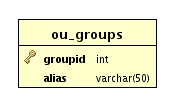 ou_groups
groupid int
alias varchar(50)